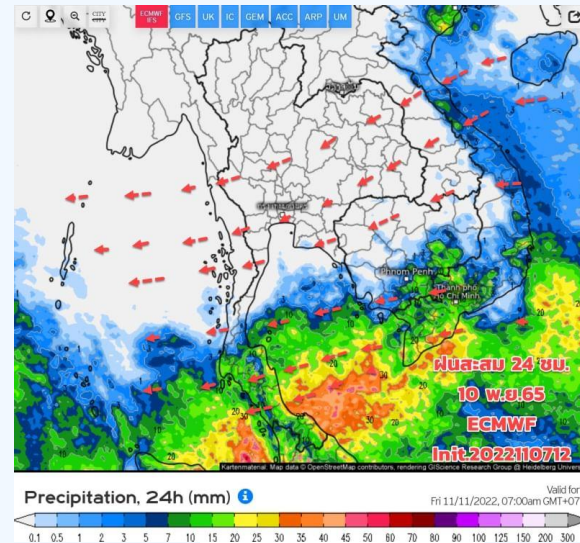 CITY
CITY
ECMWF
IFS
GFS
UK
IC
GEM
ACC
ARP
UM
Phnom Penh
Thành phố
Hồ Chí Minh
ฝนสะสม 24 ชม.
10 พ.ย.65
ECMWF
Init.2022110712
Kartenmaterial: Map data © OpenStreetMap contributors, rendering GIScience Research Group @ Heidelberg Univers
Precipitation, 24h (mm)
Valid for
Fri 11/11/2022, 07:00am GMT+07
0.1 0.5 1 2 3 5 7 10 15 20 25 30 35 40 45 50 60 70 80 90 100 125 150 200 300